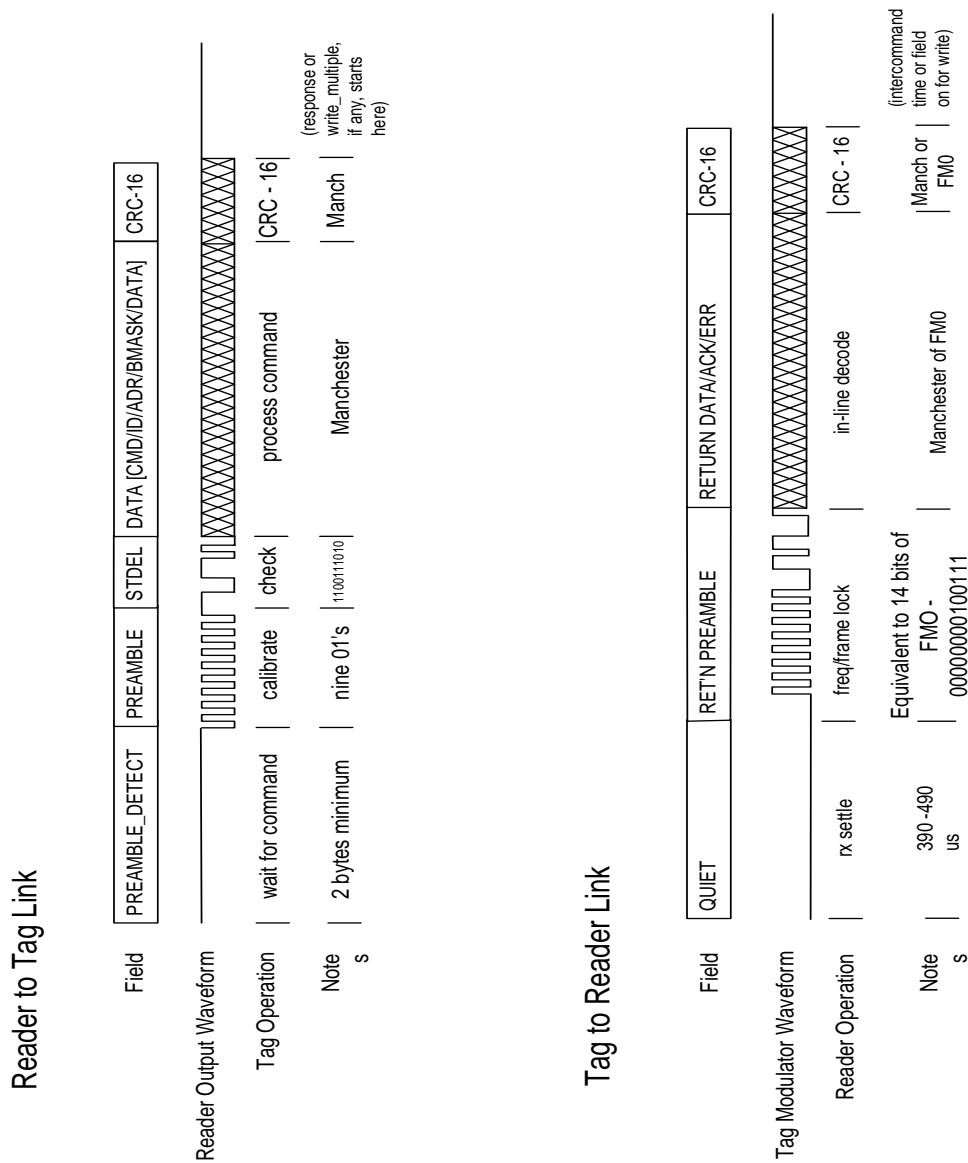 Reader to Tag Link
Field
PREAMBLE_DETECT
PREAMBLE
STDEL
DATA [CMD/ID/ADR/BMASK/DATA]
CRC-16
Reader Output Waveform
Tag Operation
wait for command
calibrate
check
process command
CRC - 16
Note
s
2 bytes minimum
nine 01's
1100111010
Manchester
Manch
(response or
write_multiple,
if any, starts
here)
Tag to Reader Link
Field
QUIET
RET'N PREAMBLE
RETURN DATA/ACK/ERR
CRC-16
Tag Modulator Waveform
Reader Operation
rx settle
freq/frame lock
in-line decode
CRC - 16
Note
s
390 -490
us
Equivalent to 14 bits of
FMO -
00000000100111
Manchester of FM0
Manch or
FM0
(intercommand
time or field
on for write)